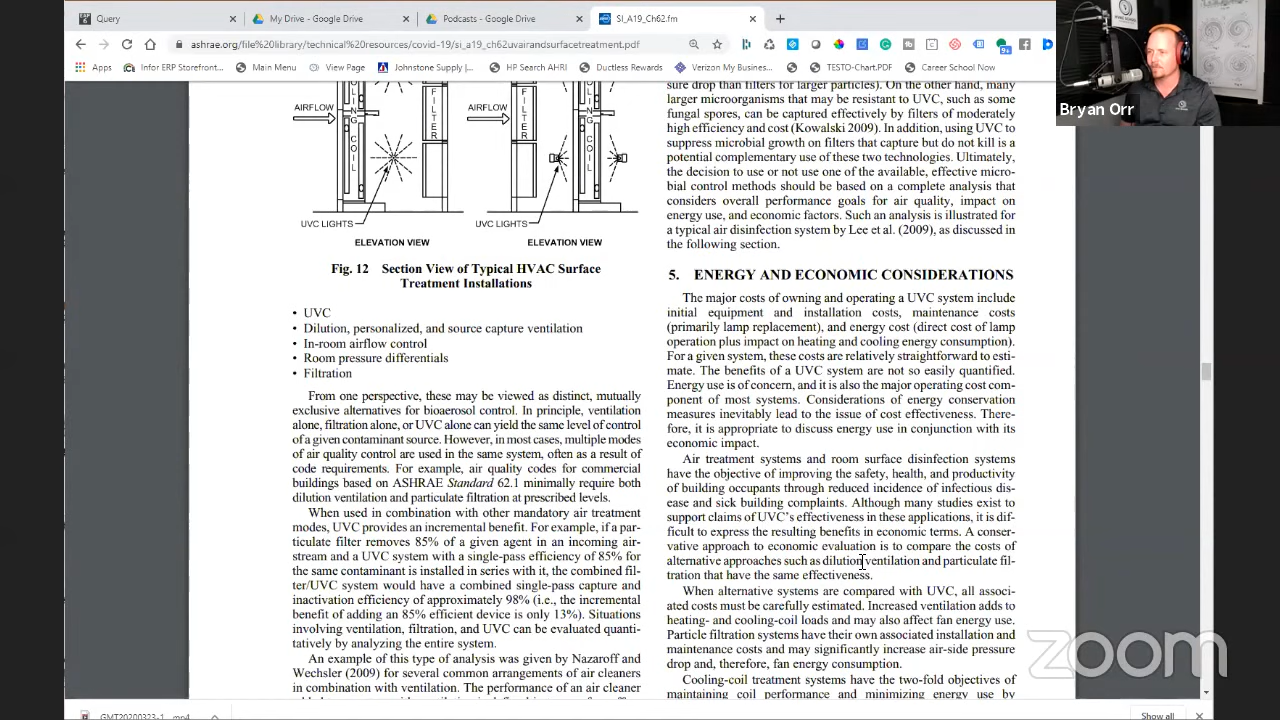 Query
My Drive - Google Drive
Podcasts - Google Drive
SI_A19_Ch62.fm
ashrae.org/file%20library/technical%20resources/covid-19/si_a19_ch62uvairandsurfacetreatment.pdf
Apps
Infor ERP Storefront...
Main Menu
View Page
Johnstone Supply |...
HP Search AHRI
Ductless Rewards
Verizon My Busines...
TESTO-Chart.PDF
Career School Now
Bryan Orr
AIRFLOW
LING COIL
FILTER
AIRFLOW
FILTER
LING COIL
UVC LIGHTS
UVC LIGHTS
ELEVATION VIEW
ELEVATION VIEW
Fig. 12 Section View of Typical HVAC Surface
Treatment Installations
• UVC
• Dilution, personalized, and source capture ventilation
• In-room airflow control
• Room pressure differentials
• Filtration
From one perspective, these may be viewed as distinct, mutually
exclusive alternatives for bioaerosol control. In principle, ventilation
alone, filtration alone, or UVC alone can yield the same level of control
of a given contaminant source. However, in most cases, multiple modes
of air quality control are used in the same system, often as a result of
code requirements. For example, air quality codes for commercial
buildings based on ASHRAE Standard 62.1 minimally require both
dilution ventilation and particulate filtration at prescribed levels.
When used in combination with other mandatory air treatment
modes, UVC provides an incremental benefit. For example, if a par-
ticulate filter removes 85% of a given agent in an incoming air-
stream and a UVC system with a single-pass efficiency of 85% for
the same contaminant is installed in series with it, the combined fil-
ter/UVC system would have a combined single-pass capture and
inactivation efficiency of approximately 98% (i.e., the incremental
benefit of adding an 85% efficient device is only 13%). Situations
involving ventilation, filtration, and UVC can be evaluated quanti-
tatively by analyzing the entire system.
An example of this type of analysis was given by Nazaroff and
Wechsler (2009) for several common arrangements of air cleaners
in combination with ventilation. The performance of an air cleaner
sure drop than filters for larger particles). On the other hand, many
larger microorganisms that may be resistant to UVC, such as some
fungal spores, can be captured effectively by filters of moderately
high efficiency and cost (Kowalski 2009). In addition, using UVC to
suppress microbial growth on filters that capture but do not kill is a
potential complementary use of these two technologies. Ultimately,
the decision to use or not use one of the available, effective micro-
bial control methods should be based on a complete analysis that
considers overall performance goals for air quality, impact on
energy use, and economic factors. Such an analysis is illustrated for
a typical air disinfection system by Lee et al. (2009), as discussed in
the following section.
5. ENERGY AND ECONOMIC CONSIDERATIONS
The major costs of owning and operating a UVC system include
initial equipment and installation costs, maintenance costs
(primarily lamp replacement), and energy cost (direct cost of lamp
operation plus impact on heating and cooling energy consumption).
For a given system, these costs are relatively straightforward to esti-
mate. The benefits of a UVC system are not so easily quantified.
Energy use is of concern, and it is also the major operating cost com-
ponent of most systems. Considerations of energy conservation
measures inevitably lead to the issue of cost effectiveness. There-
fore, it is appropriate to discuss energy use in conjunction with its
economic impact.
Air treatment systems and room surface disinfection systems
have the objective of improving the safety, health, and productivity
of building occupants through reduced incidence of infectious dis-
ease and sick building complaints. Although many studies exist to
support claims of UVC's effectiveness in these applications, it is dif-
ficult to express the resulting benefits in economic terms. A conser-
vative approach to economic evaluation is to compare the costs of
alternative approaches such as dilution ventilation and particulate fil-
tration that have the same effectiveness.
When alternative systems are compared with UVC, all associ-
ated costs must be carefully estimated. Increased ventilation adds to
heating- and cooling-coil loads and may also affect fan energy use.
Particle filtration systems have their own associated installation and
maintenance costs and may significantly increase air-side pressure
drop and, therefore, fan energy consumption.
Cooling-coil treatment systems have the two-fold objectives of
maintaining coil performance and minimizing energy use by
zoom
GMT20200323-1....mp4
Show all